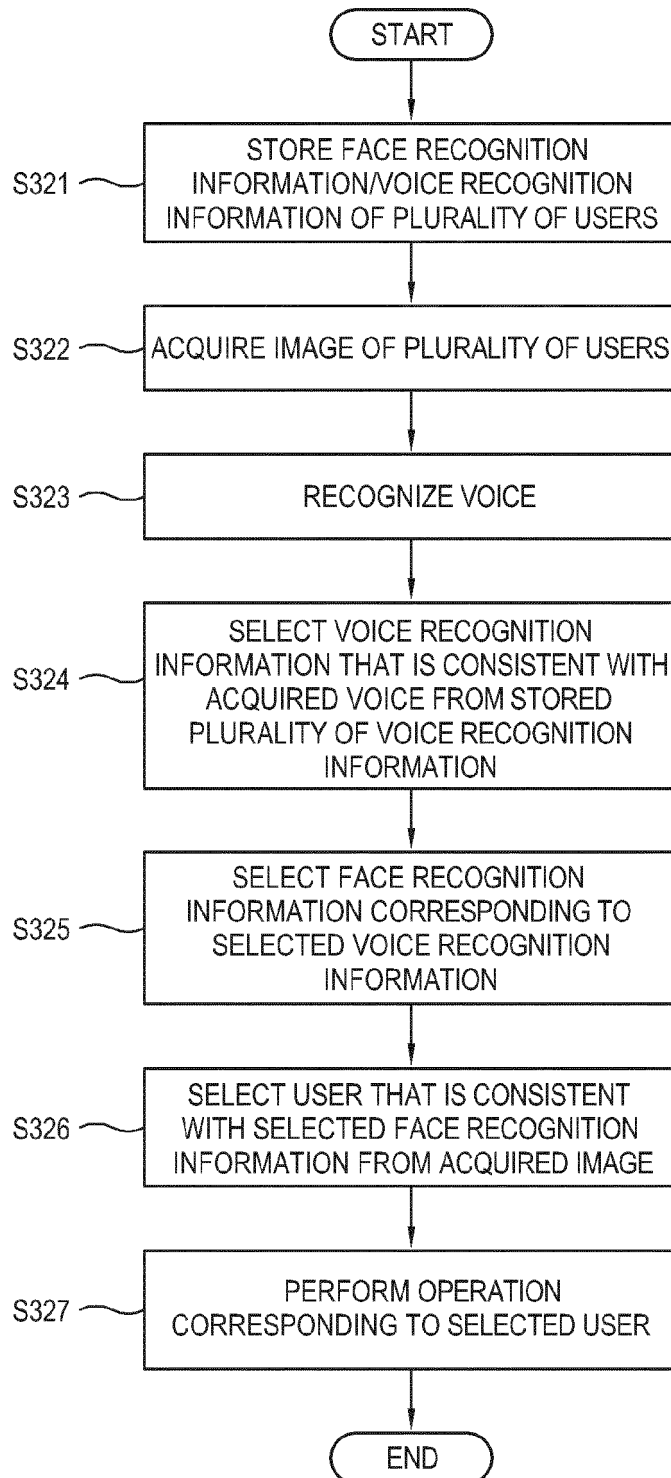 START
S321
STORE FACE RECOGNITION
INFORMATION/VOICE RECOGNITION
INFORMATION OF PLURALITY OF USERS
S322
ACQUIRE IMAGE OF PLURALITY OF USERS
S323
RECOGNIZE VOICE
S324
SELECT VOICE RECOGNITION
INFORMATION THAT IS CONSISTENT WITH
ACQUIRED VOICE FROM STORED
PLURALITY OF VOICE RECOGNITION
INFORMATION
S325
SELECT FACE RECOGNITION
INFORMATION CORRESPONDING TO
SELECTED VOICE RECOGNITION
INFORMATION
S326
SELECT USER THAT IS CONSISTENT
WITH SELECTED FACE RECOGNITION
INFORMATION FROM ACQUIRED IMAGE
S327
PERFORM OPERATION
CORRESPONDING TO SELECTED USER
END